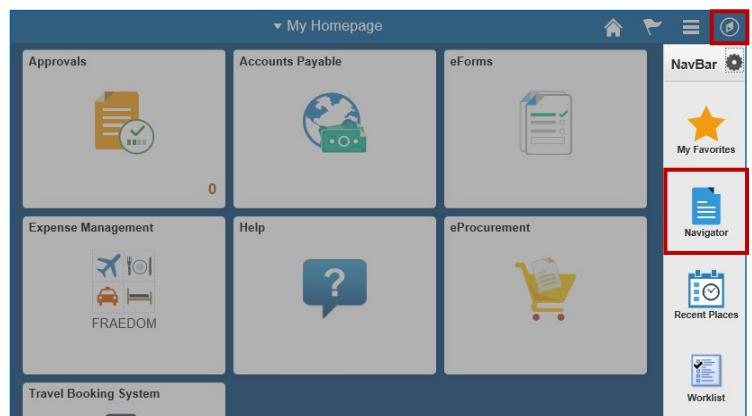 My Homepage
NavBar
Approvals
Accounts Payable
eForms
0
My Favorites
Navigator
Expense Management
Help
eProcurement
FRAEDOM
?
Recent Places
Travel Booking System
Worklist